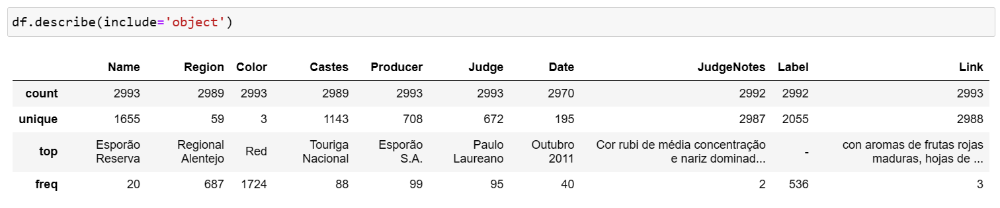 df.describe(include='object')
Name Region Color Castes Producer Judge Date JudgeNotes Label Link
count 2993 2989 2993 2989 2993 2993 2970 2992 2992 2993
unique 1655 59 3 1143 708 672 195 2987 2055 2988
top Esporão Reserva Regional Alentejo Red Touriga Nacional Esporão S.A. Paulo Laureano Outubro 2011 Cor rubi de média concentração e nariz dominad... - con aromas de frutas rojas maduras, hojas de ...
freq 20 687 1724 88 99 95 40 2 536 3